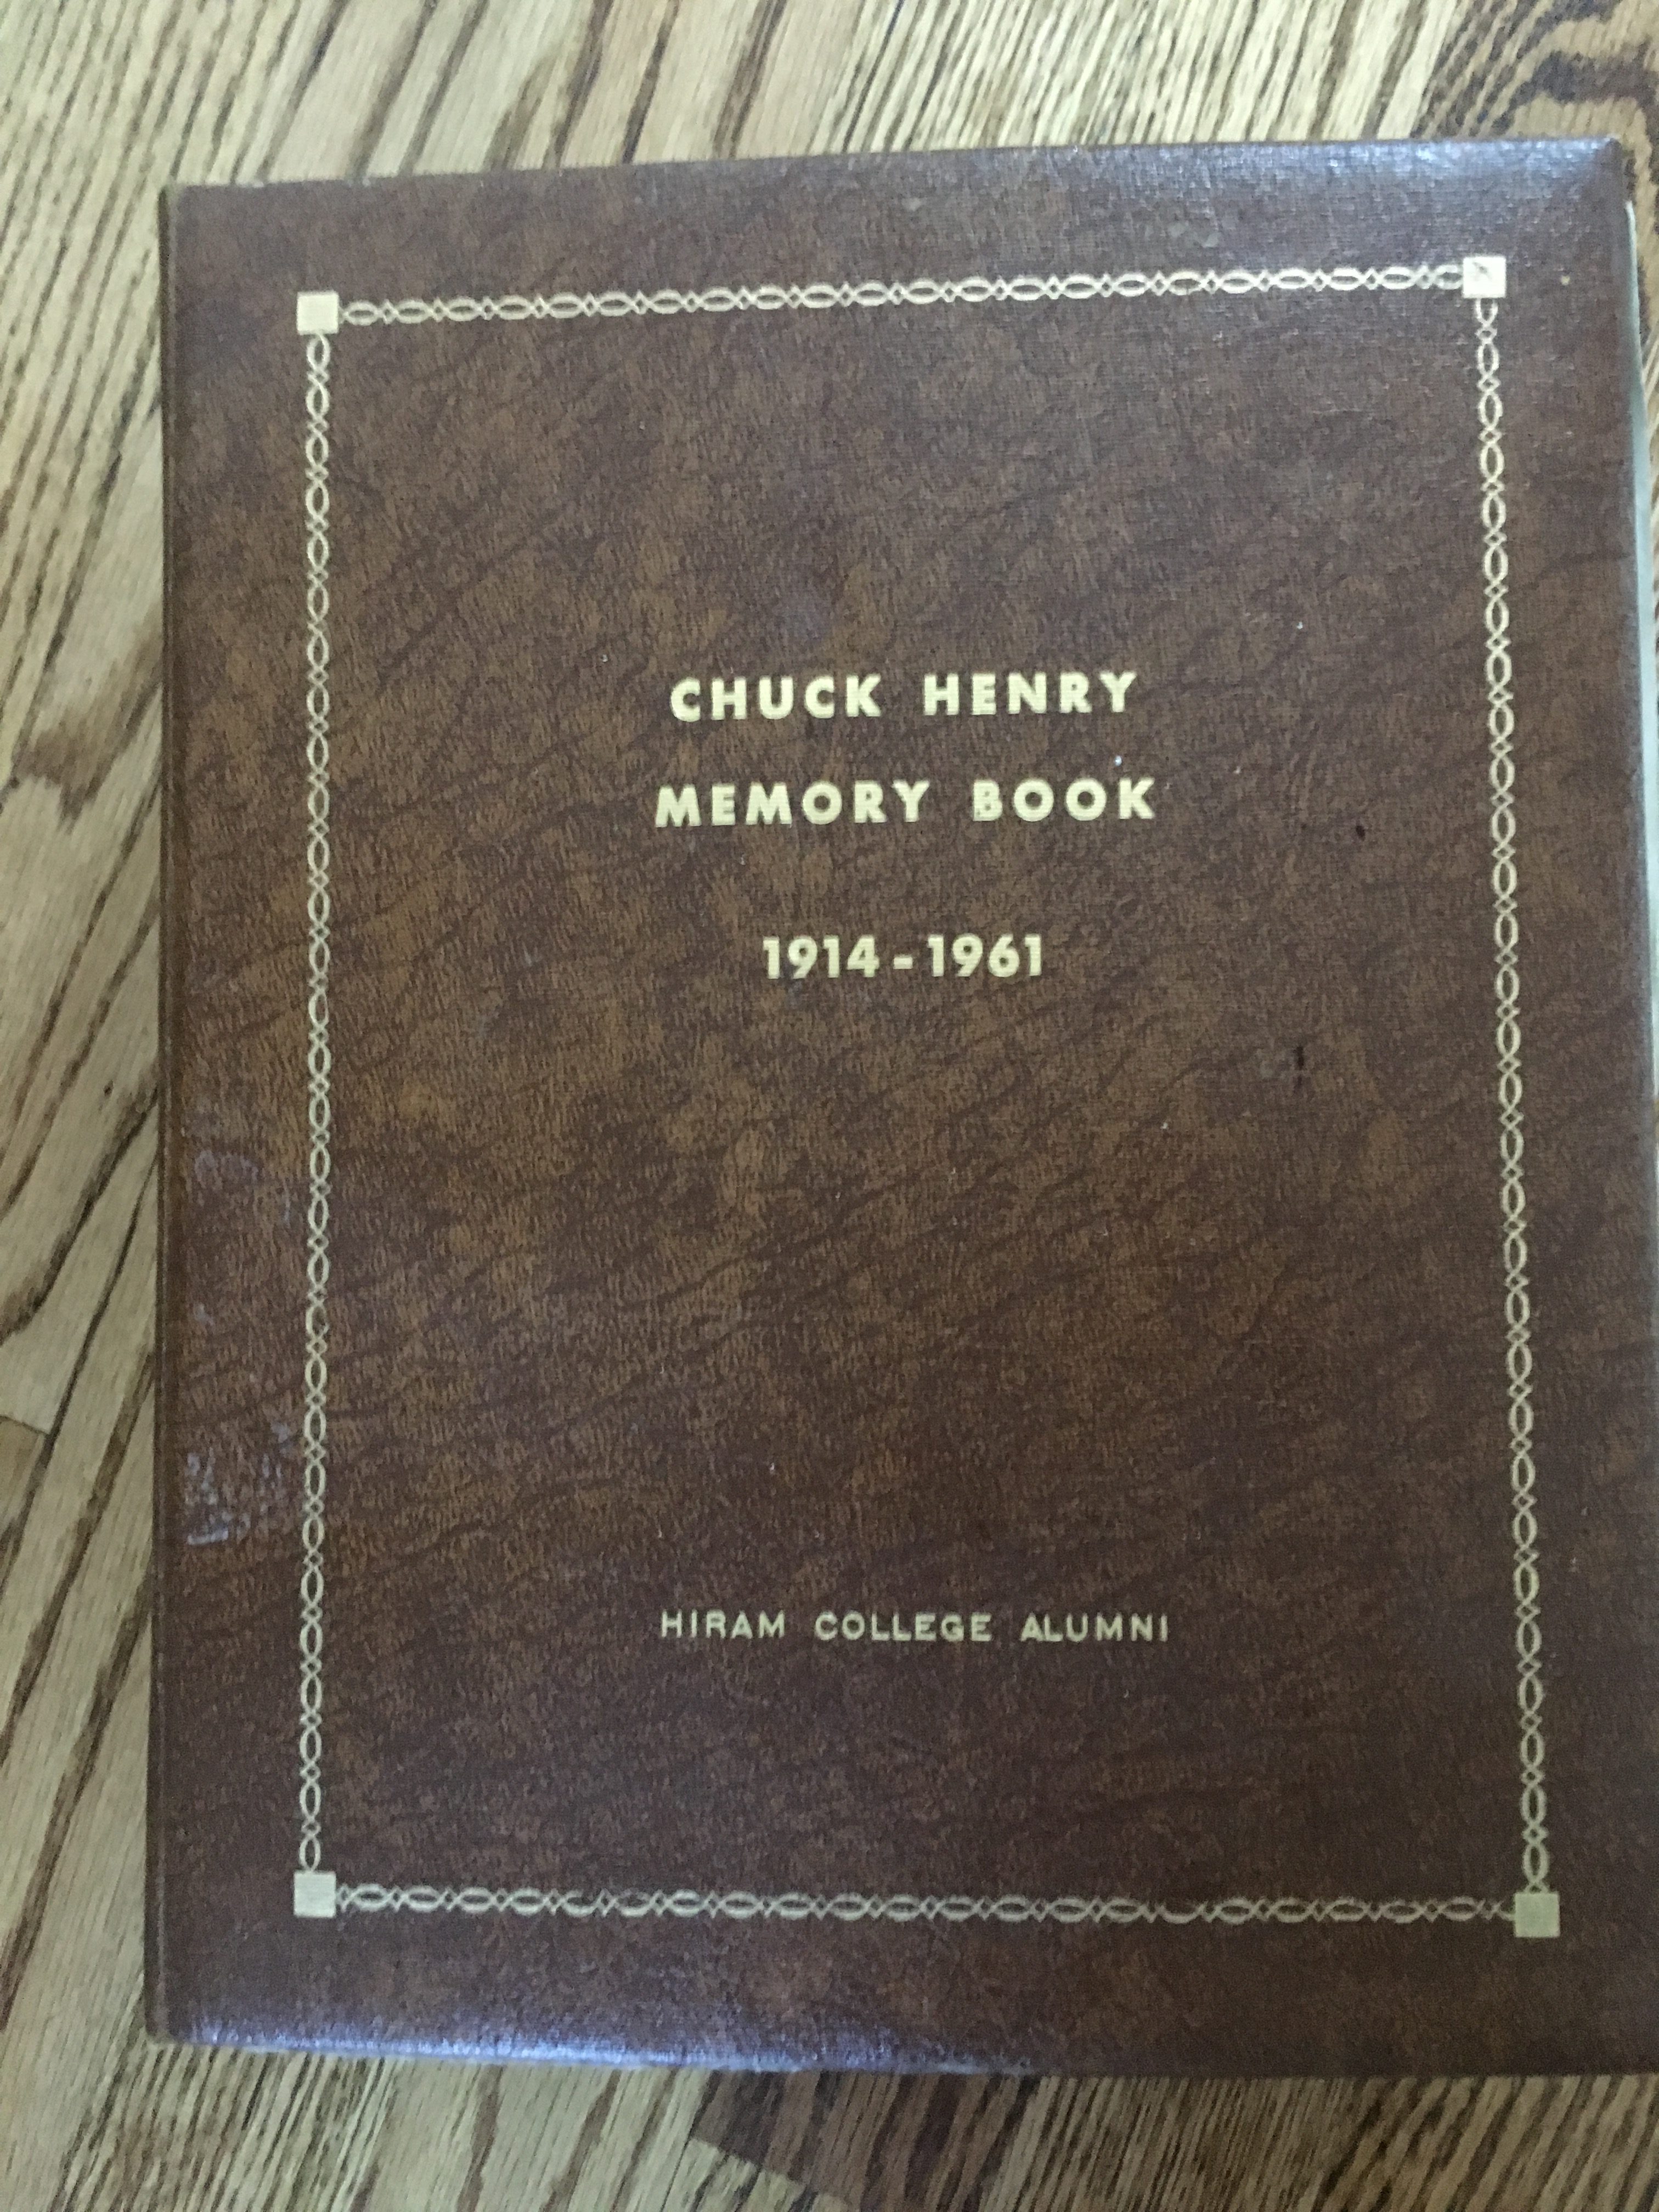 CHUCK HENRY
MEMORY BOOK
1914-1961
HIRAM COLLEGE ALUMNI